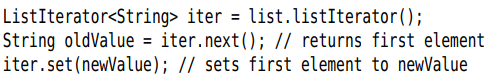 ListIterator<String> iter = list.listIterator();
String oldValue = iter.next(); // returns first element
iter.set(newValue); // sets first element to newValue